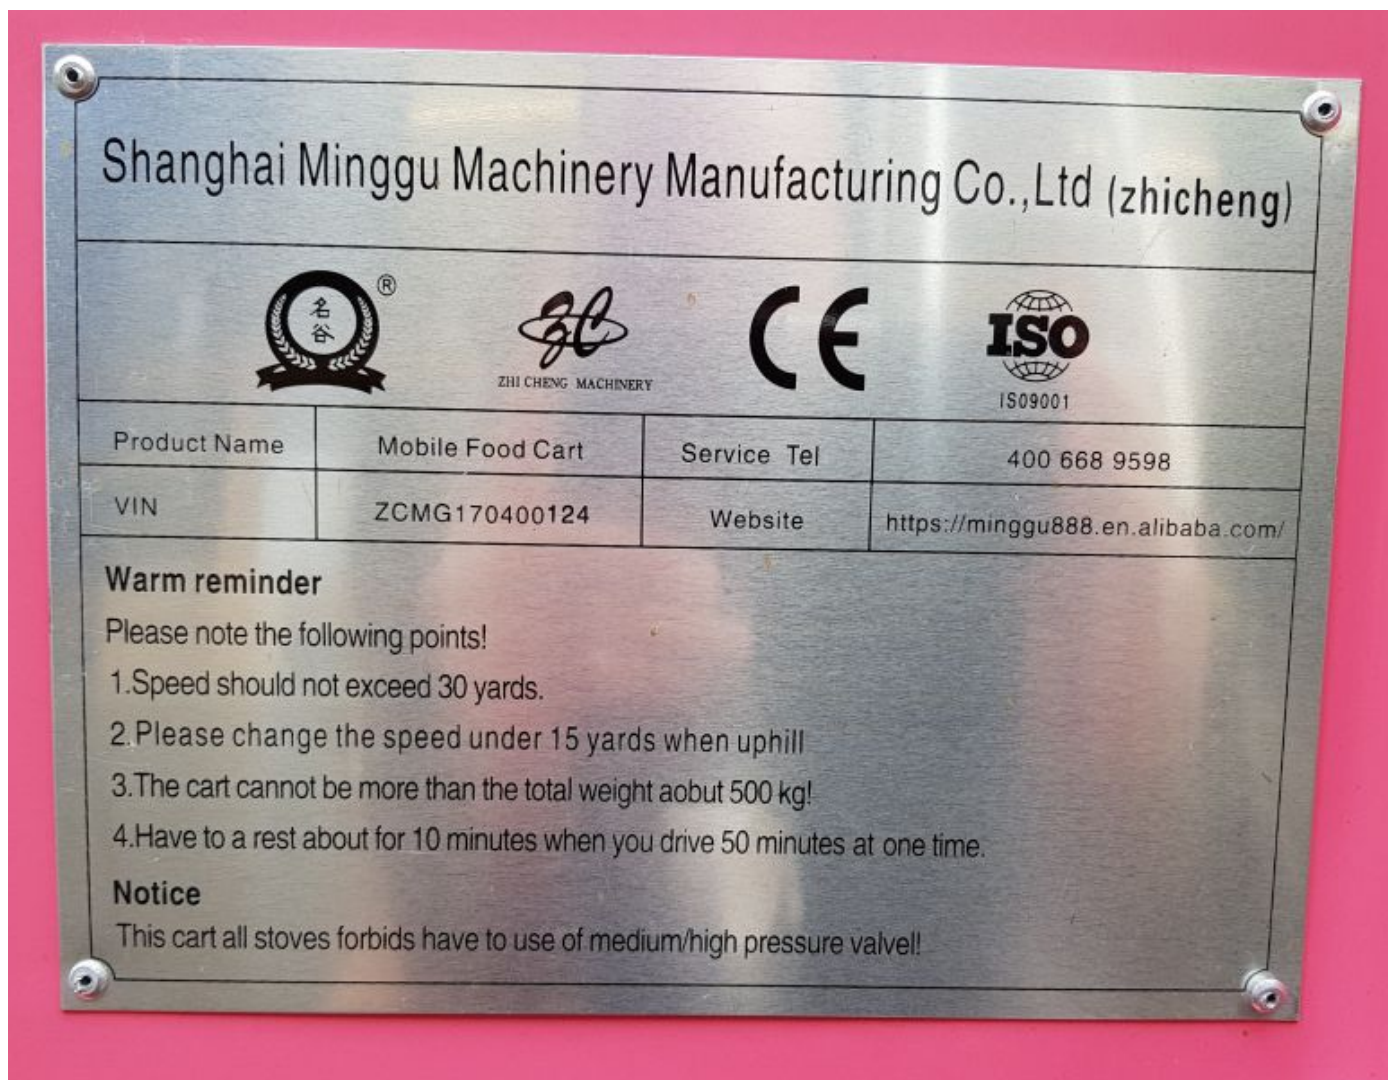 Shanghai Minggu Machinery Manufacturing Co.,Ltd (zhicheng)
名谷 ®
ZC
ZHI CHENG MACHINERY
CE
ISO
IS09001
Product Name Mobile Food Cart Service Tel 400 668 9598
VIN ZCMG170400124 Website https://minggu888.en.alibaba.com/
Warm reminder
Please note the following points!
1.Speed should not exceed 30 yards.
2.Please change the speed under 15 yards when uphill
3.The cart cannot be more than the total weight aobut 500 kg!
4.Have to a rest about for 10 minutes when you drive 50 minutes at one time.
Notice
This cart all stoves forbids have to use of medium/high pressure valvel!